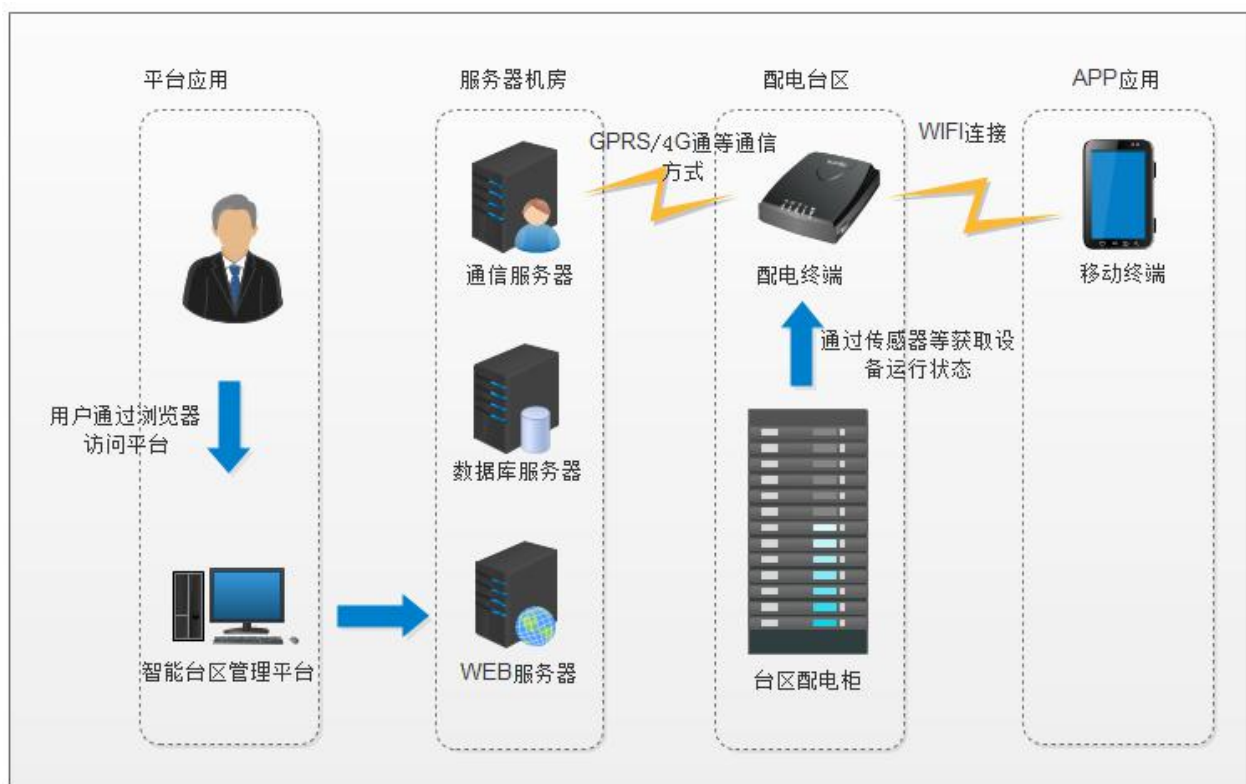 平台应用
服务器机房
配电台区
APP应用
GPRS/4G通等通信
方式
WIFI连接
通信服务器
配电终端
移动终端
通过传感器等获取设
备运行状态
用户通过浏览器
访问平台
数据库服务器
智能台区管理平台
WEB服务器
台区配电柜